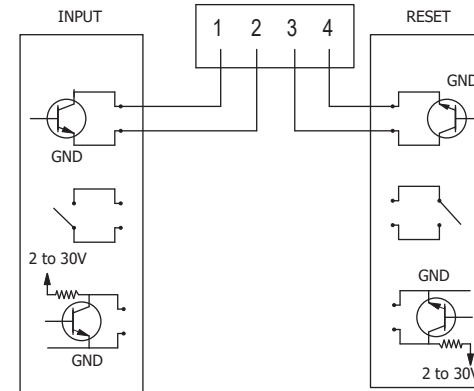 INPUT
1 2 3 4
RESET
GND
GND
2 to 30V
GND
GND
2 to 30V